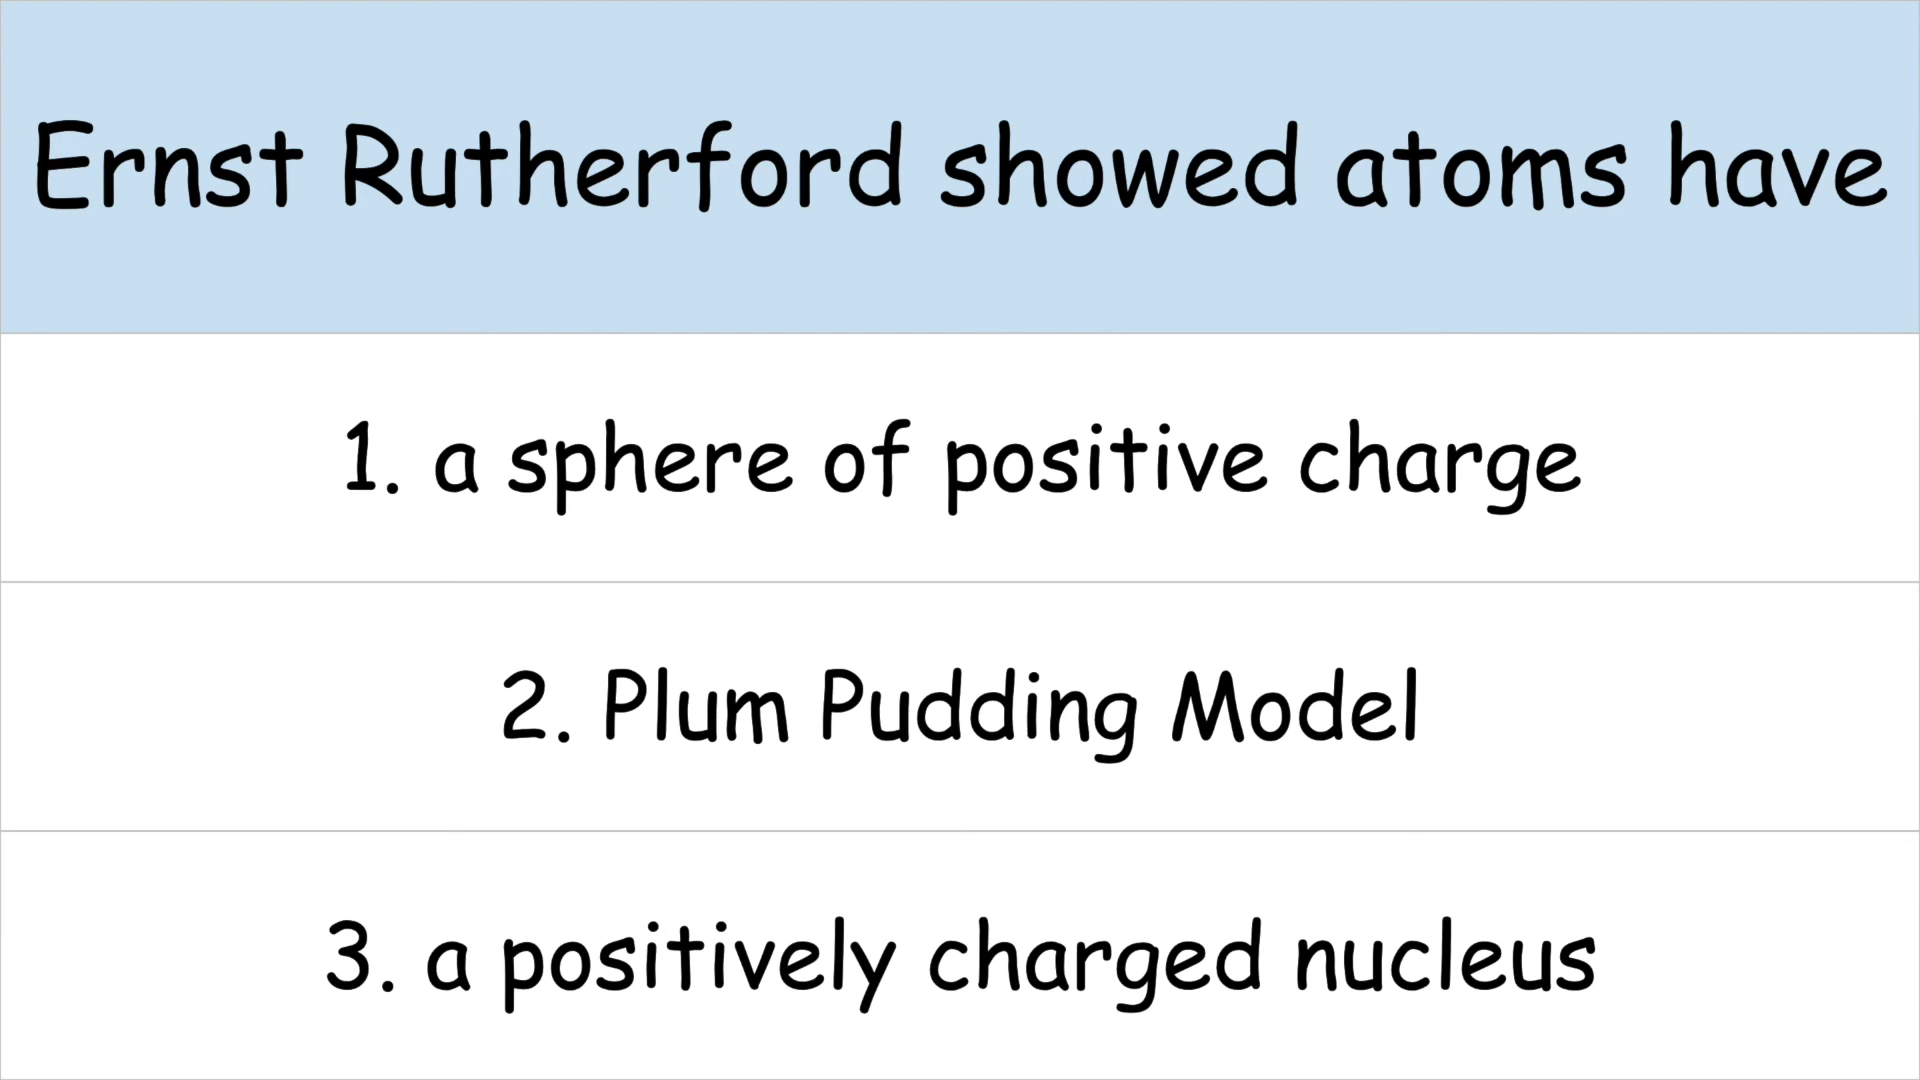 Ernst Rutherford showed atoms have
1. a sphere of positive charge
2. Plum Pudding Model
3. a positively charged nucleus